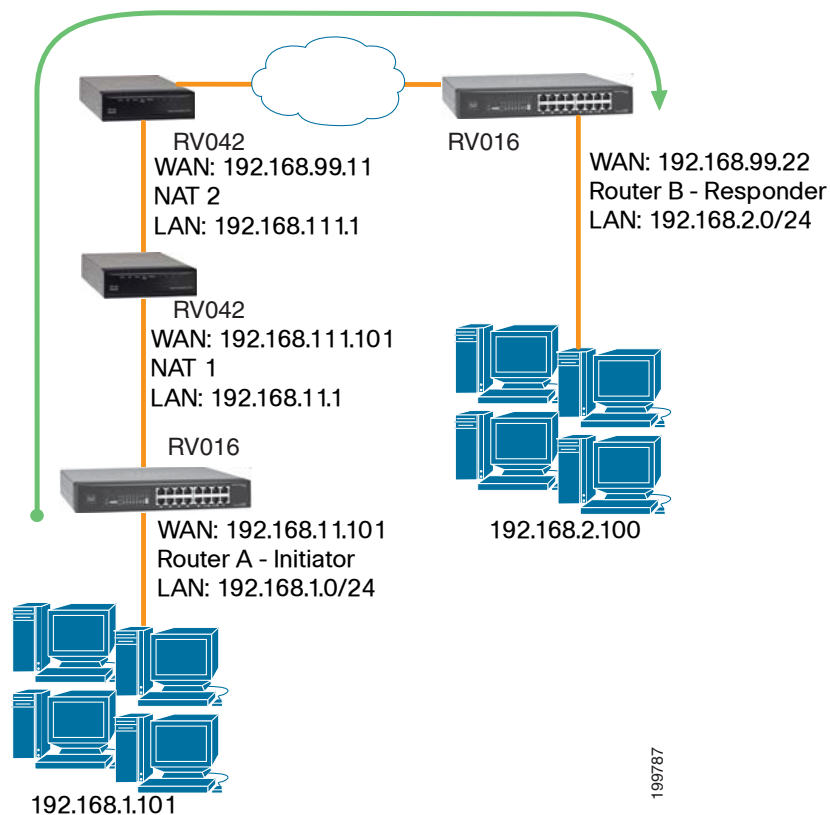 RV042
WAN: 192.168.99.11
NAT 2
LAN: 192.168.111.1
RV016
WAN: 192.168.99.22
Router B - Responder
LAN: 192.168.2.0/24
RV042
WAN: 192.168.111.101
NAT 1
LAN: 192.168.11.1
RV016
WAN: 192.168.11.101
Router A - Initiator
LAN: 192.168.1.0/24
192.168.2.100
192.168.1.101
199787